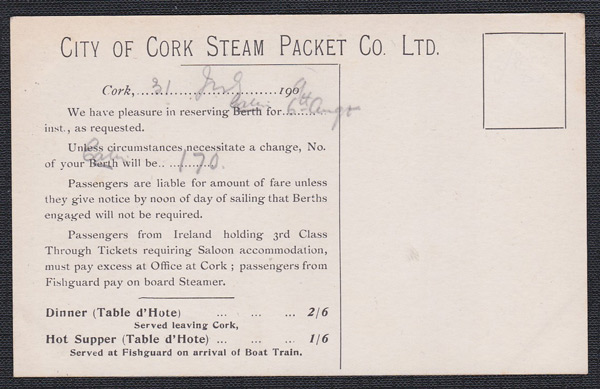 CITY OF CORK STEAM PACKET CO. LTD.
Cork, 31 July 190
We have pleasure in reserving Berth for 6th Augt
inst., as requested.
Unless circumstances necessitate a change, No.
of your Berth will be 170.
Passengers are liable for amount of fare unless
they give notice by noon of day of sailing that Berths
engaged will not be required.
Passengers from Ireland holding 3rd Class
Through Tickets requiring Saloon accommodation,
must pay excess at Office at Cork ; passengers from
Fishguard pay on board Steamer.
Dinner (Table d'Hote) ... ... ... 2/6
Served leaving Cork,
Hot Supper (Table d'Hote) ... ... ... 1/6
Served at Fishguard on arrival of Boat Train.